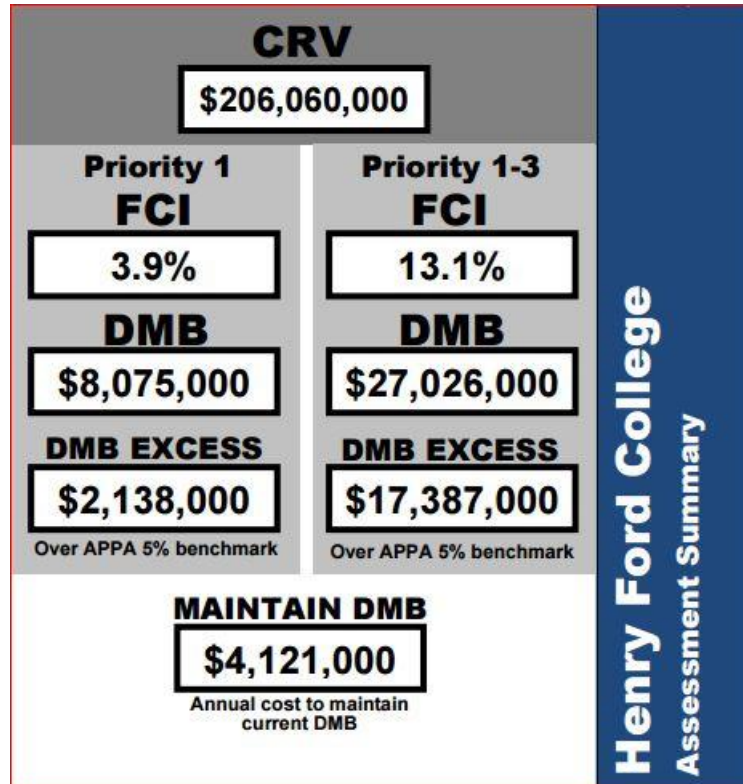 CRV
$206,060,000
Priority 1
FCI
3.9%
DMB
$8,075,000
DMB EXCESS
$2,138,000
Over APPA 5% benchmark
Priority 1-3
FCI
13.1%
DMB
$27,026,000
DMB EXCESS
$17,387,000
Over APPA 5% benchmark
MAINTAIN DMB
$4,121,000
Annual cost to maintain
current DMB
Henry Ford College
Assessment Summary